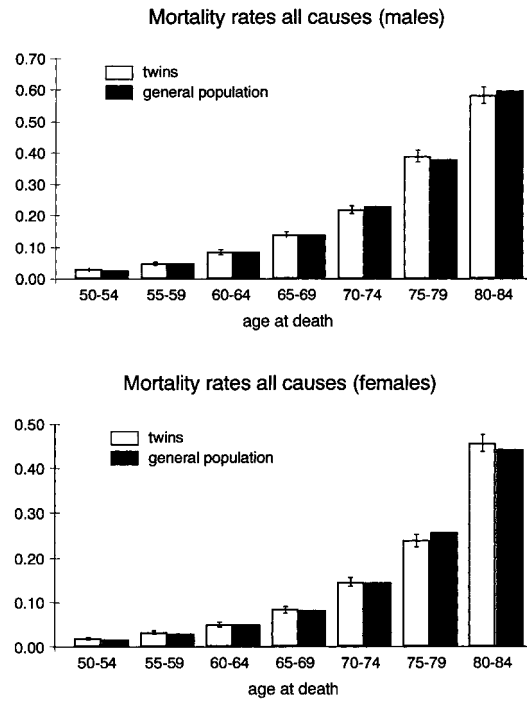 Mortality rates all causes (males)
0.70
twins
0.60
general population
0.50
0.40
0.30
0.20
0.10
0.00
50-54 55-59 60-64 65-69 70-74 75-79 80-84
age at death
Mortality rates all causes (females)
0.50
twins
general population
0.40
0.30
0.20
0.10
0.00
50-54 55-59 60-64 65-69 70-74 75-79 80-84
age at death